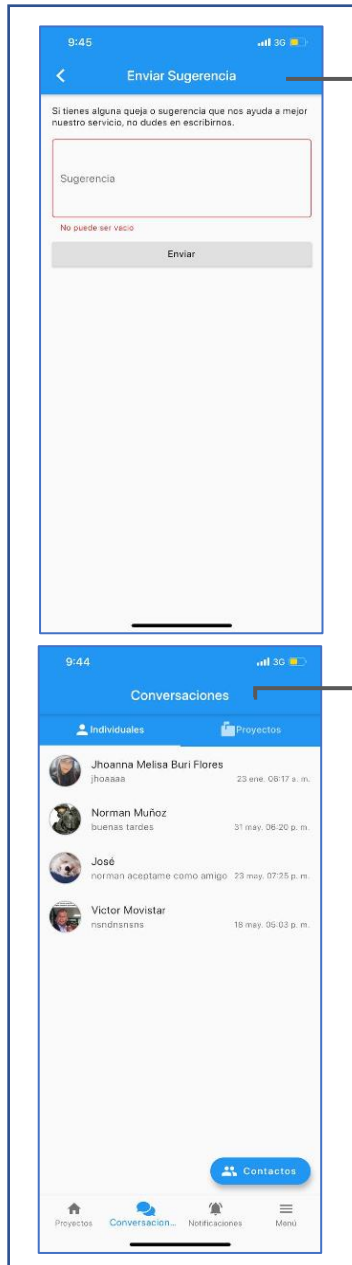 9:45
3G
Enviar Sugerencia
Si tienes alguna queja o sugerencia que nos ayuda a mejor
nuestro servicio, no dudes en escribirnos.
Sugerencia
No puede ser vacio
Enviar
9:44
3G
Conversaciones
Individuales
Proyectos
Jhoanna Melisa Buri Flores
jhoaaaa
23 ene. 08:17 a. m.
Norman Muñoz
buenas tardes
31 may. 06:20 p. m.
José
norman aceptame como amigo
23 may. 07:25 p. m.
Victor Movistar
nsndnsnsns
18 may. 05:03 p. m.
Contactos
Proyectos
Conversacion...
Notificaciones
Menú